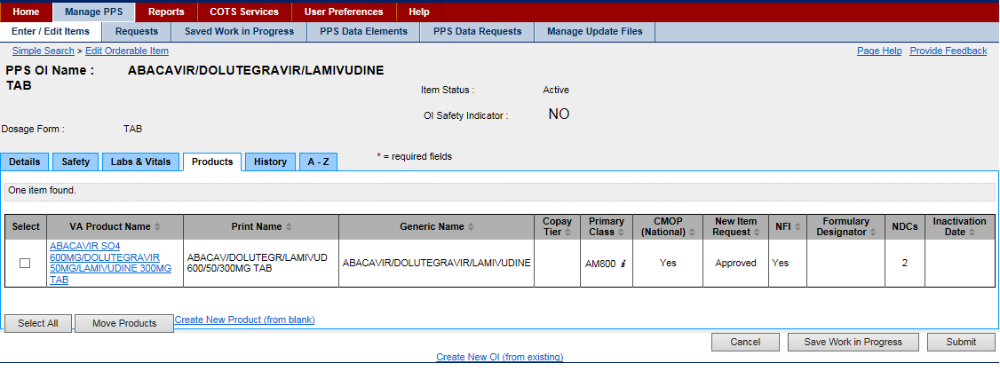 Home Manage PPS Reports COTS Services User Preferences Help
Enter / Edit Items Requests Saved Work in Progress PPS Data Elements PPS Data Requests Manage Update Files
Simple Search > Edit Orderable Item Page Help Provide Feedback
PPS OI Name : ABACAVIR/DOLUTEGRAVIR/LAMIVUDINE
TAB
Item Status : Active
OI Safety Indicator : NO
Dosage Form : TAB
Details Safety Labs & Vitals Products History A - Z * = required fields
One item found.
Select VA Product Name Print Name Generic Name Copay Tier Primary Class CMOP (National) New Item Request NFI Formulary Designator NDCs Inactivation Date
ABACAVIR SO4
600MG/DOLUTEGRAVIR
50MG/LAMIVUDINE 300MG
TAB
ABACAV/DOLUTEGR/LAMIVUD
600/50/300MG TAB
ABACAVIR/DOLUTEGRAVIR/LAMIVUDINE
AM800 i Yes Approved Yes 2
Select All Move Products Create New Product (from blank)
Cancel Save Work in Progress Submit
Create New OI (from existing)